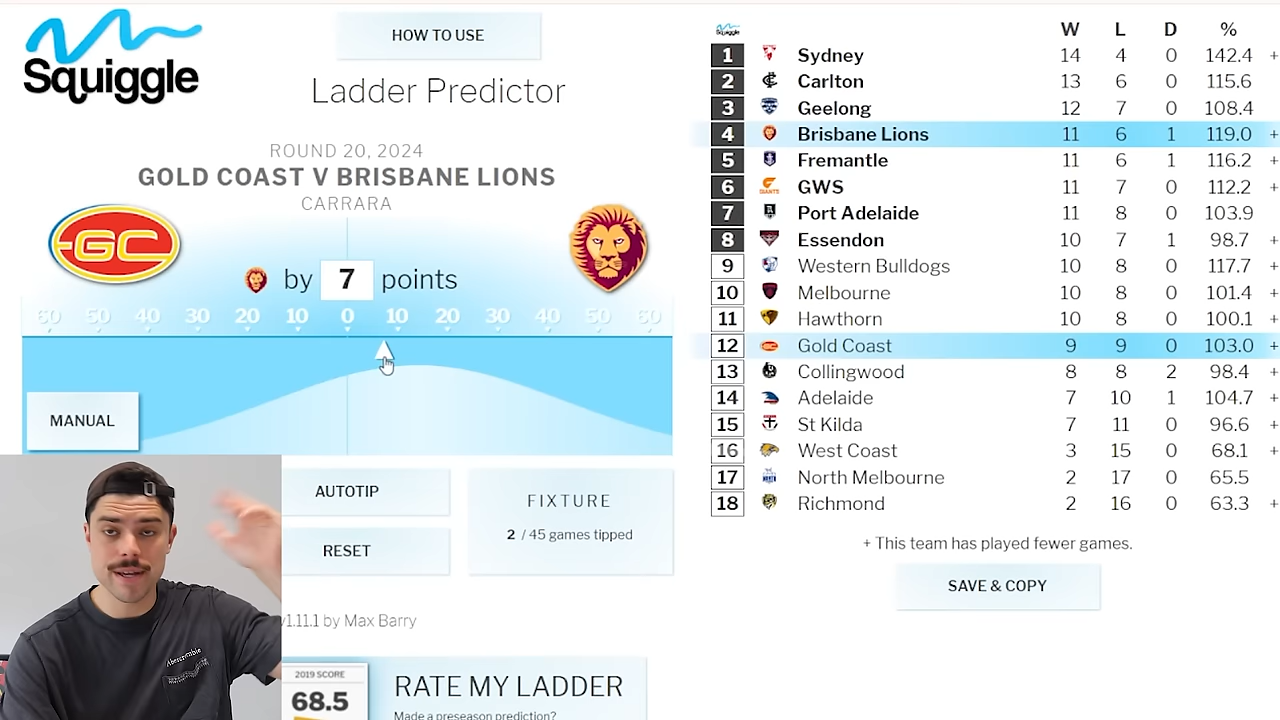 Squiggle
HOW TO USE
Ladder Predictor
ROUND 20, 2024
GOLD COAST V BRISBANE LIONS
CARRARA
GC
by 7 points
60 50 40 30 20 10 0 10 20 30 40 50 60
MANUAL
AUTOTIP
RESET
FIXTURE
2 / 45 games tipped
v1.11.1 by Max Barry
2019 SCORE
68.5
RATE MY LADDER
Made a preseason prediction?
Squiggle W L D %
1 Sydney 14 4 0 142.4 +
2 Carlton 13 6 0 115.6
3 Geelong 12 7 0 108.4
4 Brisbane Lions 11 6 1 119.0 +
5 Fremantle 11 6 1 116.2 +
6 GWS 11 7 0 112.2 +
7 Port Adelaide 11 8 0 103.9
8 Essendon 10 7 1 98.7 +
9 Western Bulldogs 10 8 0 117.7 +
10 Melbourne 10 8 0 101.4 +
11 Hawthorn 10 8 0 100.1 +
12 Gold Coast 9 9 0 103.0 +
13 Collingwood 8 8 2 98.4 +
14 Adelaide 7 10 1 104.7 +
15 St Kilda 7 11 0 96.6 +
16 West Coast 3 15 0 68.1 +
17 North Melbourne 2 17 0 65.5
18 Richmond 2 16 0 63.3 +
+ This team has played fewer games.
SAVE & COPY
Abercrombie